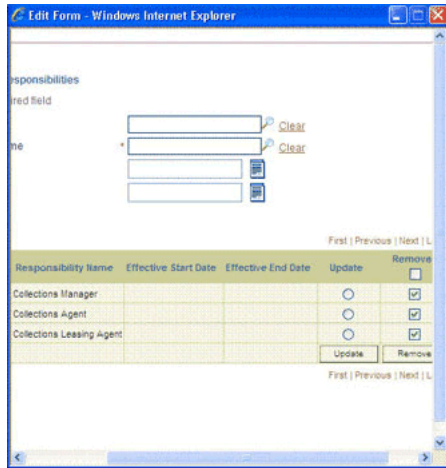 Edit Form - Windows Internet Explorer
esponsibilities
ired field
Clear
me * Clear
First | Previous | Next | L
Responsibility Name Effective Start Date Effective End Date Update Remove
Collections Manager
Collections Agent
Collections Leasing Agent
Update Remove
First | Previous | Next | L